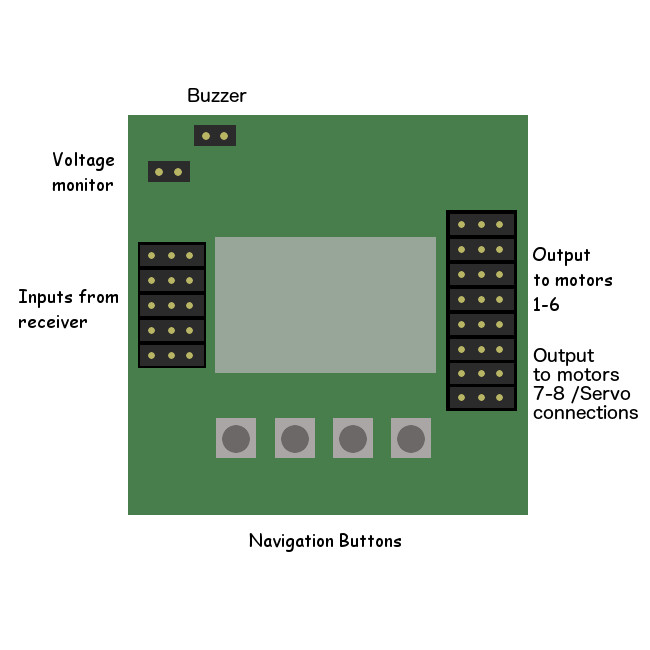 Buzzer
Voltage
monitor
Inputs from
receiver
Output
to motors
1-6
Output
to motors
7-8 /Servo
connections
Navigation Buttons